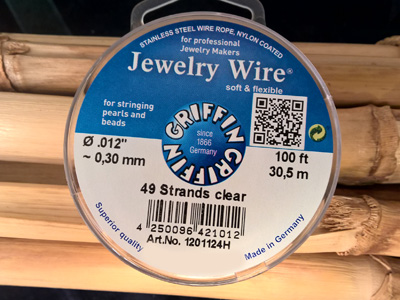 STAINLESS STEEL WIRE ROPE, NYLON COATED
for professional
Jewelry Makers
Jewelry Wire®
soft & flexible
for stringing
pearls and
beads
GRIFFIN GRIFFIN
since
1866
Germany
Ø .012"
~ 0,30 mm
100 ft
30,5 m
49 Strands clear
4 250096 421012
Art.No. 1201124H
Superior quality
Made in Germany